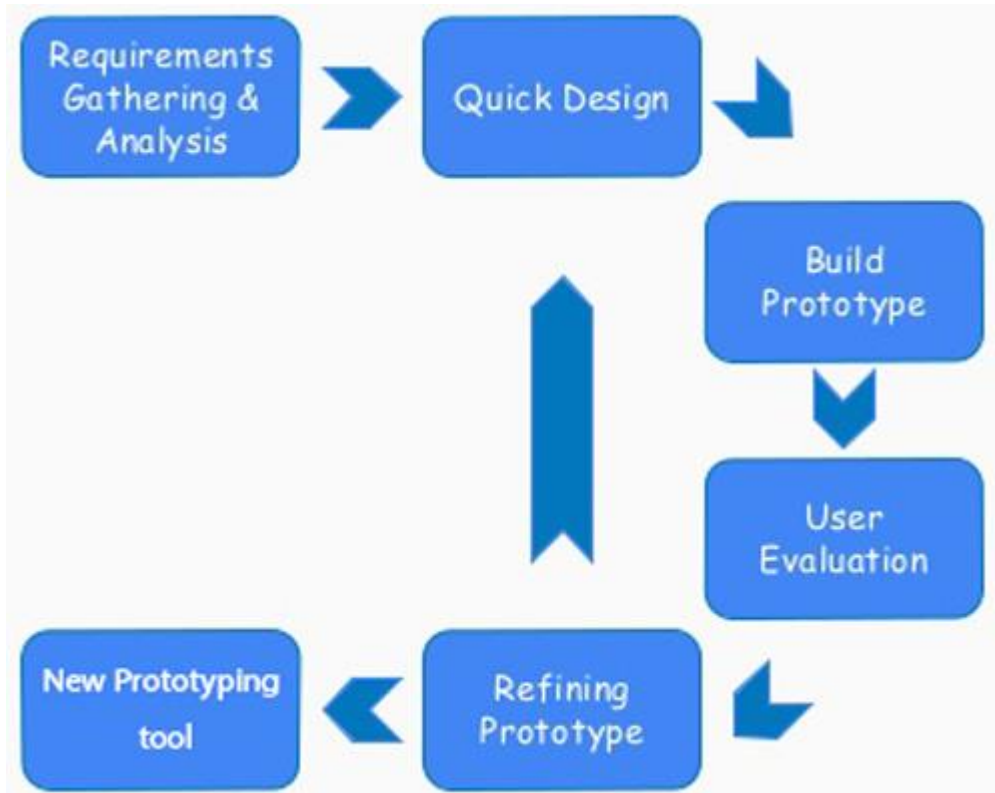 Requirements
Gathering &
Analysis
Quick Design
Build
Prototype
User
Evaluation
Refining
Prototype
New Prototyping
tool